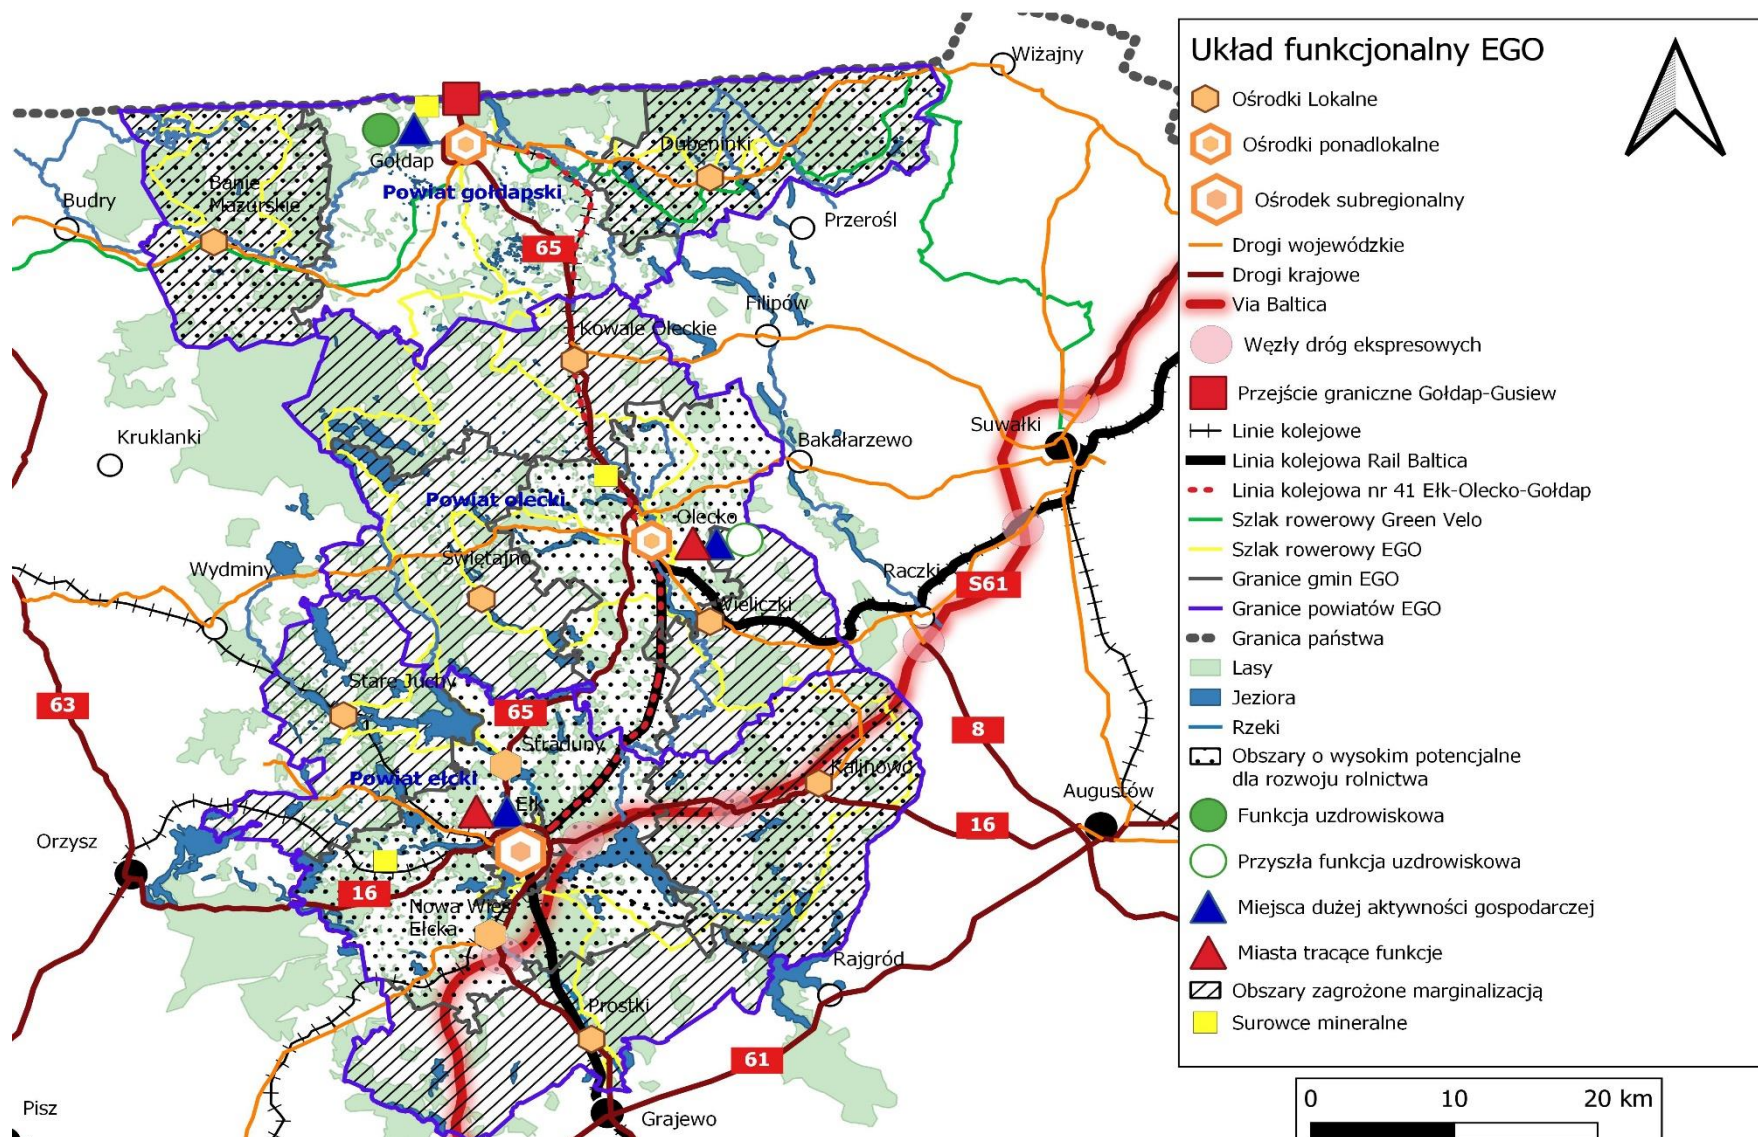 Wiżajny
Dubeninki
Gołdap
Powiat gołdapski
Banie
Mazurskie
Budry
Przerośl
65
Filipów
Kowale Oleckie
Kruklanki
Suwałki
Bakałarzewo
Powiat olecki
Olecko
Świętajno
Wydminy
Raczki
S61
Wieliczki
Stare Juchy
63
65
8
Straduny
Kalinowo
Powiat ełcki
Ełk
Augustów
16
Orzysz
16
Nowa Wieś
Ełcka
Rajgród
Prostki
61
Pisz
Grajewo
Układ funkcjonalny EGO
Ośrodki Lokalne
Ośrodki ponadlokalne
Ośrodek subregionalny
Drogi wojewódzkie
Drogi krajowe
Via Baltica
Węzły dróg ekspresowych
Przejście graniczne Gołdap-Gusiew
Linie kolejowe
Linia kolejowa Rail Baltica
Linia kolejowa nr 41 Ełk-Olecko-Gołdap
Szlak rowerowy Green Velo
Szlak rowerowy EGO
Granice gmin EGO
Granice powiatów EGO
Granica państwa
Lasy
Jeziora
Rzeki
Obszary o wysokim potencjalne
dla rozwoju rolnictwa
Funkcja uzdrowiskowa
Przyszła funkcja uzdrowiskowa
Miejsca dużej aktywności gospodarczej
Miasta tracące funkcje
Obszary zagrożone marginalizacją
Surowce mineralne
0 10 20 km